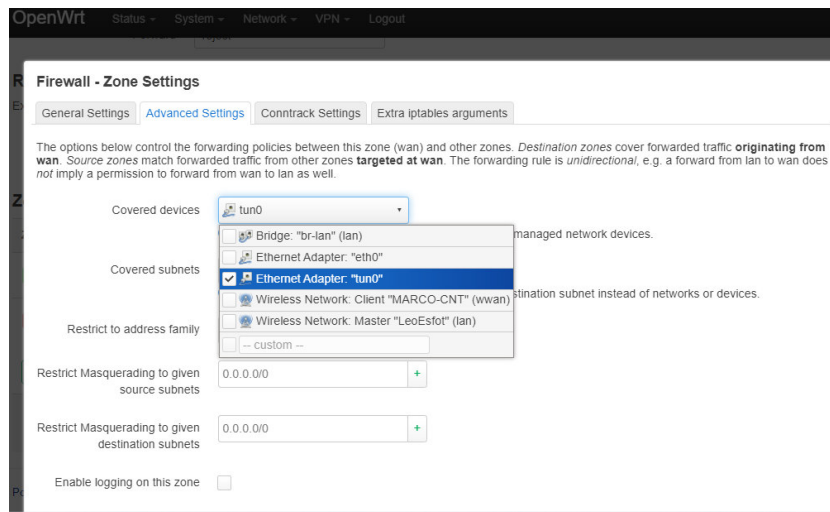 OpenWrt Status System Network VPN Logout
Firewall - Zone Settings
General Settings Advanced Settings Conntrack Settings Extra iptables arguments
The options below control the forwarding policies between this zone (wan) and other zones. Destination zones cover forwarded traffic originating from
wan. Source zones match forwarded traffic from other zones targeted at wan. The forwarding rule is unidirectional, e.g. a forward from lan to wan does
not imply a permission to forward from wan to lan as well.
Covered devices tun0
Bridge: "br-lan" (lan) managed network devices.
Ethernet Adapter: "eth0"
Covered subnets
Ethernet Adapter: "tun0"
Wireless Network: Client "MARCO-CNT" (wwan) stination subnet instead of networks or devices.
Wireless Network: Master "LeoEsfot" (lan)
Restrict to address family
-- custom --
Restrict Masquerading to given 0.0.0.0/0 +
source subnets
Restrict Masquerading to given 0.0.0.0/0 +
destination subnets
Enable logging on this zone